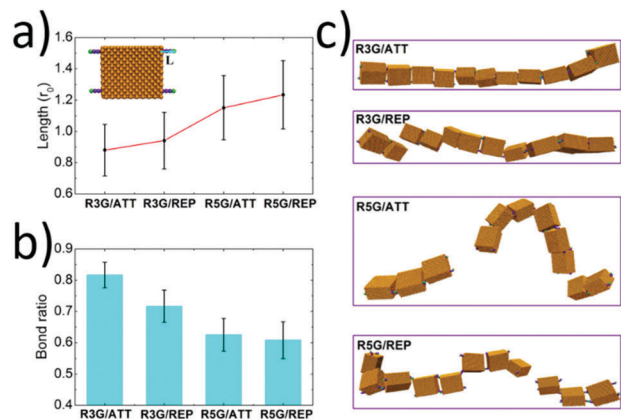 a)
1.6
1.4
1.2
1.0
0.8
0.6
Length (r₀)
L
R3G/ATT R3G/REP R5G/ATT R5G/REP
b)
0.9
0.8
0.7
0.6
0.5
0.4
Bond ratio
R3G/ATT R3G/REP R5G/ATT R5G/REP
c)
R3G/ATT
R3G/REP
R5G/ATT
R5G/REP